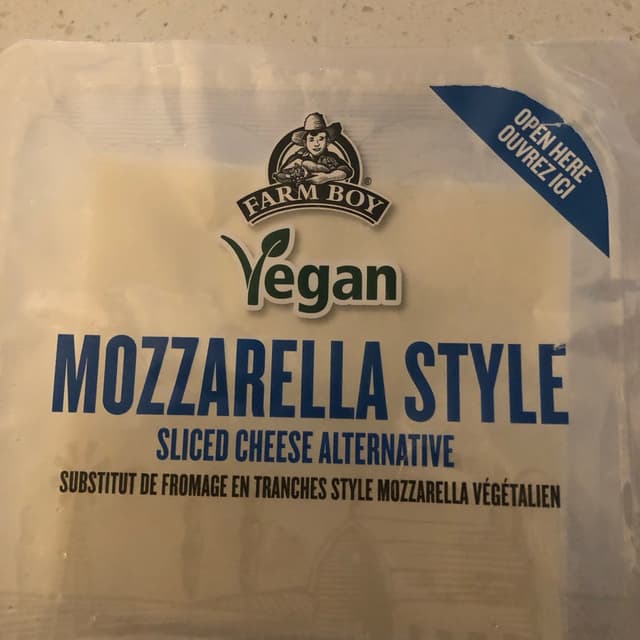 OPEN HERE
OUVREZ ICI
FARM BOY
®
Vegan
MOZZARELLA STYLE
SLICED CHEESE ALTERNATIVE
SUBSTITUT DE FROMAGE EN TRANCHES STYLE MOZZARELLA VÉGÉTALIEN